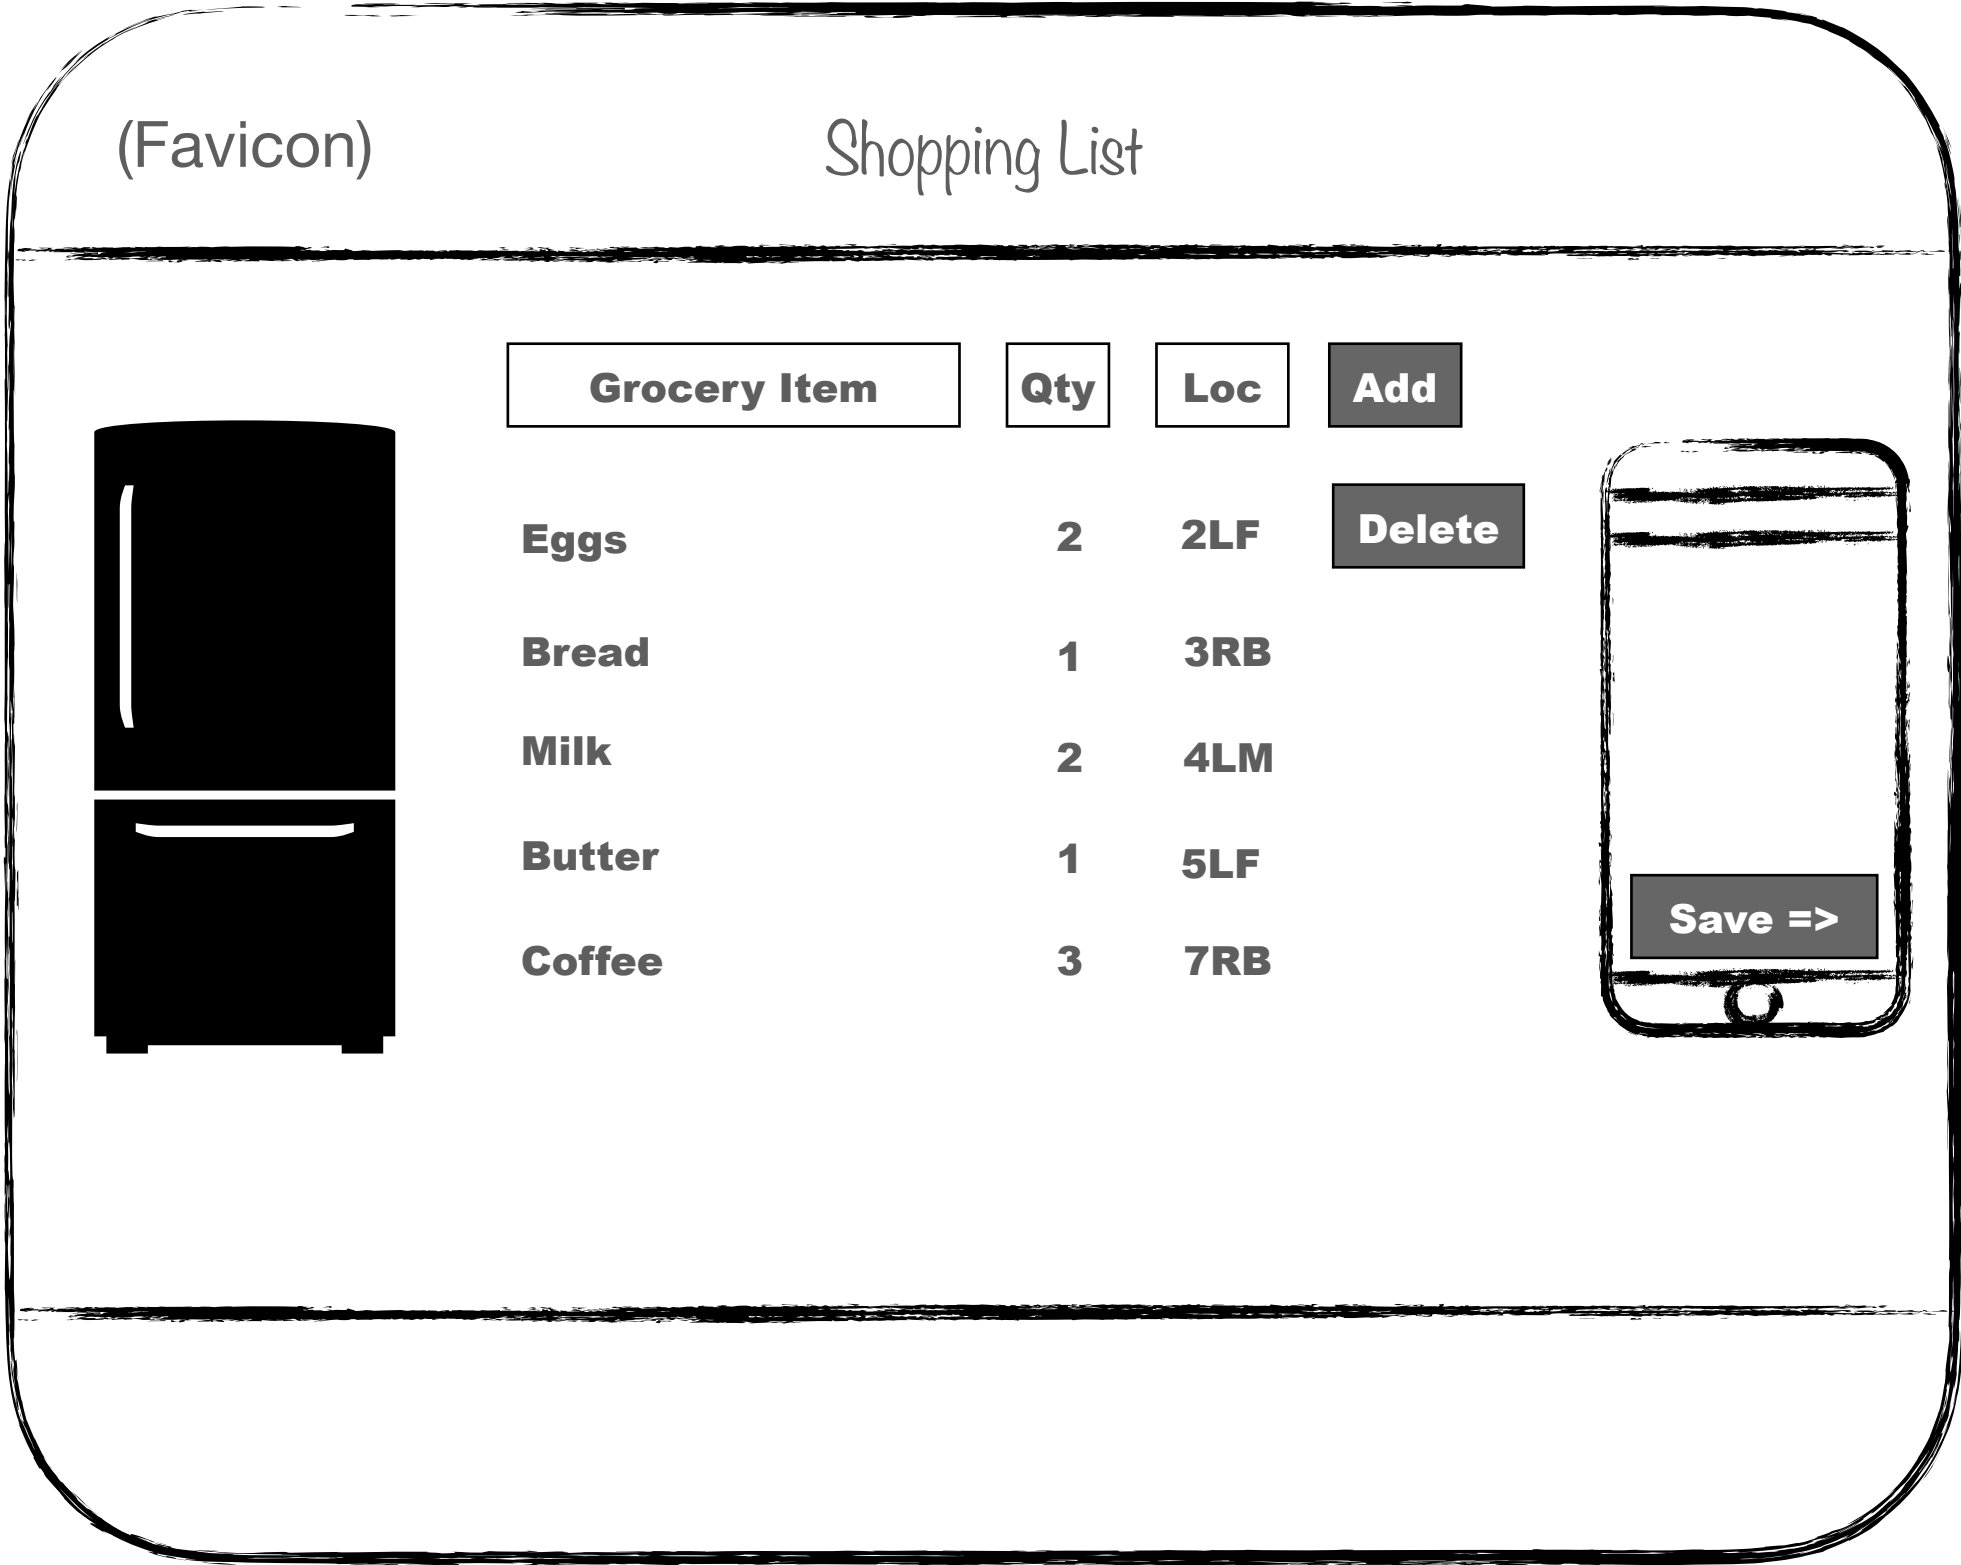 (Favicon) Shopping List
Grocery Item Qty Loc Add
Eggs 2 2LF Delete
Bread 1 3RB
Milk 2 4LM
Butter 1 5LF
Save =>
Coffee 3 7RB